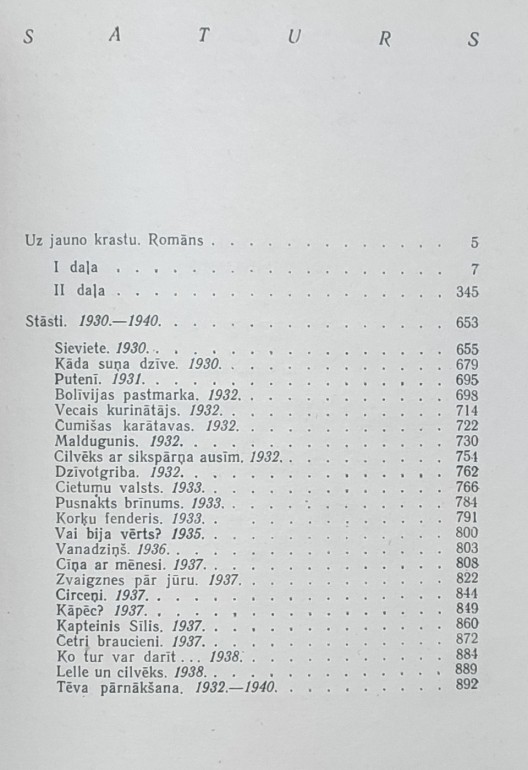 S A T U R S
Uz jauno krastu. Romāns . . . . . . . . . . . . . 5
I daļa . . . . . . . . . . . . . . . . . . 7
II daļa . . . . . . . . . . . . . . . . . . 345
Stāsti. 1930.—1940. . . . . . . . . . . . . . . . 653
Sieviete. 1930. . . . . . . . . . . . . . . . . 655
Kāda suņa dzīve. 1930. . . . . . . . . . . . . 679
Putenī. 1931. . . . . . . . . . . . . . . . . 695
Bolīvijas pastmarka. 1932. . . . . . . . . . . . 698
Vecais kurinātājs. 1932. . . . . . . . . . . . . 714
Čumišas karātavas. 1932. . . . . . . . . . . . 722
Maldugunis. 1932. . . . . . . . . . . . . . . 730
Cilvēks ar sikspārņa ausīm. 1932. . . . . . . . . 754
Dzīvotgriba. 1932. . . . . . . . . . . . . . . 762
Cietumu valsts. 1933. . . . . . . . . . . . . . 766
Pusnakts brīnums. 1933. . . . . . . . . . . . . 784
Korķu fenderis. 1933. . . . . . . . . . . . . . 791
Vai bija vērts? 1935. . . . . . . . . . . . . . 800
Vanadziņš. 1936. . . . . . . . . . . . . . . . 803
Cīņa ar mēnesi. 1937. . . . . . . . . . . . . . 808
Zvaigznes pār jūru. 1937. . . . . . . . . . . . 822
Circeņi. 1937. . . . . . . . . . . . . . . . . 844
Kāpēc? 1937. . . . . . . . . . . . . . . . . 849
Kapteinis Sīlis. 1937. . . . . . . . . . . . . . 860
Četri braucieni. 1937. . . . . . . . . . . . . . 872
Ko tur var darīt . . . 1938. . . . . . . . . . . . 884
Lelle un cilvēks. 1938. . . . . . . . . . . . . . 889
Tēva pārnākšana. 1932.—1940. . . . . . . . . . 892